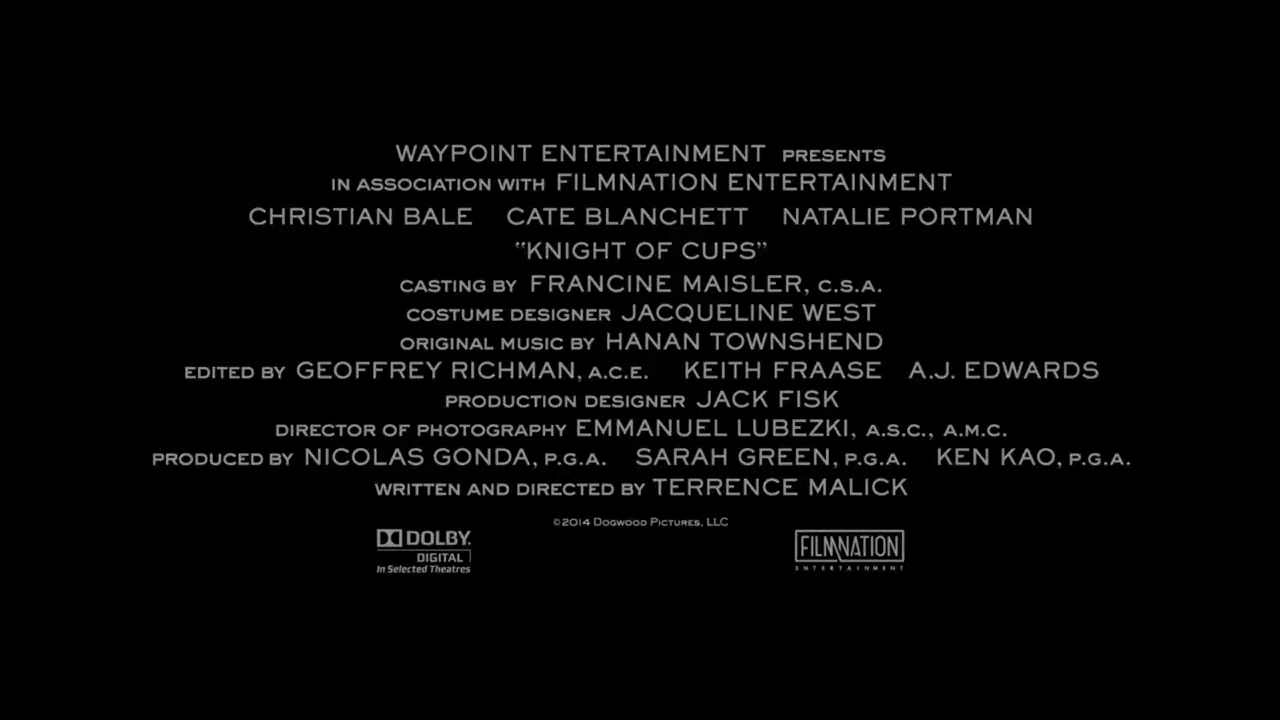 WAYPOINT ENTERTAINMENT PRESENTS
IN ASSOCIATION WITH FILMNATION ENTERTAINMENT
CHRISTIAN BALE CATE BLANCHETT NATALIE PORTMAN
“KNIGHT OF CUPS”
CASTING BY FRANCINE MAISLER, C.S.A.
COSTUME DESIGNER JACQUELINE WEST
ORIGINAL MUSIC BY HANAN TOWNSHEND
EDITED BY GEOFFREY RICHMAN, A.C.E. KEITH FRAASE A.J. EDWARDS
PRODUCTION DESIGNER JACK FISK
DIRECTOR OF PHOTOGRAPHY EMMANUEL LUBEZKI, A.S.C., A.M.C.
PRODUCED BY NICOLAS GONDA, P.G.A. SARAH GREEN, P.G.A. KEN KAO, P.G.A.
WRITTEN AND DIRECTED BY TERRENCE MALICK
©2014 DOGWOOD PICTURES, LLC
DOLBY
DIGITAL
In Selected Theatres
FILMNATION
ENTERTAINMENT